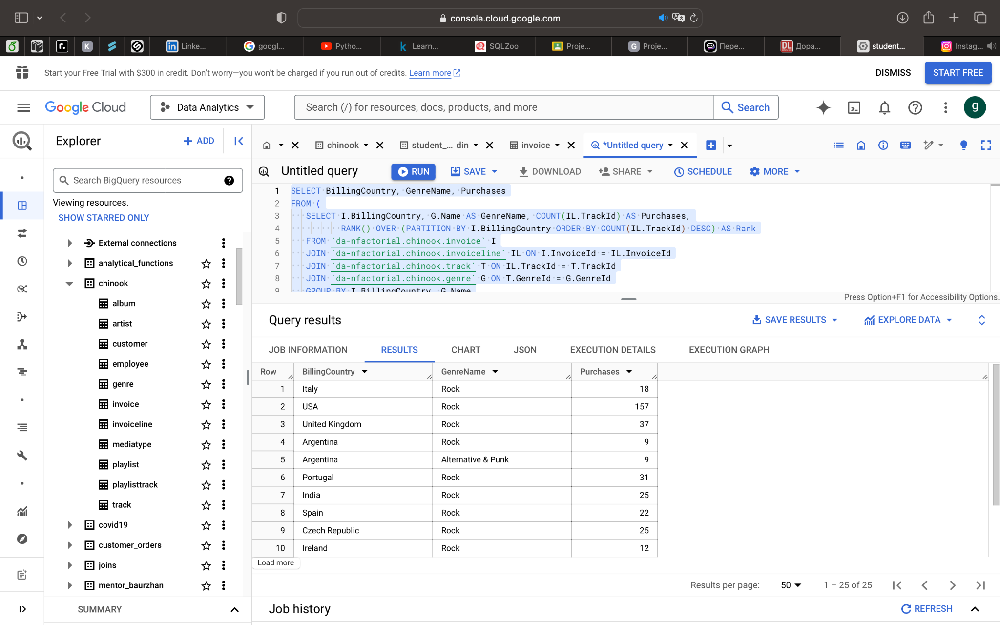 console.cloud.google.com
Linke...
googl...
Pytho...
Learn...
SQLZoo
Proje...
Proje...
Пере...
Дора...
student...
Instag...
Start your Free Trial with $300 in credit. Don't worry—you won't be charged if you run out of credits. Learn more
DISMISS
START FREE
Google Cloud
Data Analytics
Search (/) for resources, docs, products, and more
Search
g
Explorer
+ ADD
chinook
student_... din
invoice
*Untitled query
Search BigQuery resources
Viewing resources.
SHOW STARRED ONLY
External connections
analytical_functions
chinook
album
artist
customer
employee
genre
invoice
invoiceline
mediatype
playlist
playlisttrack
track
covid19
customer_orders
joins
mentor_baurzhan
SUMMARY
Untitled query
RUN
SAVE
DOWNLOAD
SHARE
SCHEDULE
MORE
1 SELECT BillingCountry, GenreName, Purchases
2 FROM (
3 SELECT I.BillingCountry, G.Name AS GenreName, COUNT(IL.TrackId) AS Purchases,
4 RANK() OVER (PARTITION BY I.BillingCountry ORDER BY COUNT(IL.TrackId) DESC) AS Rank
5 FROM `da-nfactorial.chinook.invoice` I
6 JOIN `da-nfactorial.chinook.invoiceline` IL ON I.InvoiceId = IL.InvoiceId
7 JOIN `da-nfactorial.chinook.track` T ON IL.TrackId = T.TrackId
8 JOIN `da-nfactorial.chinook.genre` G ON T.GenreId = G.GenreId
9 GROUP BY I.BillingCountry, G.Name
Press Option+F1 for Accessibility Options.
Query results
SAVE RESULTS
EXPLORE DATA
JOB INFORMATION
RESULTS
CHART
JSON
EXECUTION DETAILS
EXECUTION GRAPH
Row BillingCountry GenreName Purchases
1 Italy Rock 18
2 USA Rock 157
3 United Kingdom Rock 37
4 Argentina Rock 9
5 Argentina Alternative & Punk 9
6 Portugal Rock 31
7 India Rock 25
8 Spain Rock 22
9 Czech Republic Rock 25
10 Ireland Rock 12
Load more
Results per page: 50 1 – 25 of 25
Job history
REFRESH